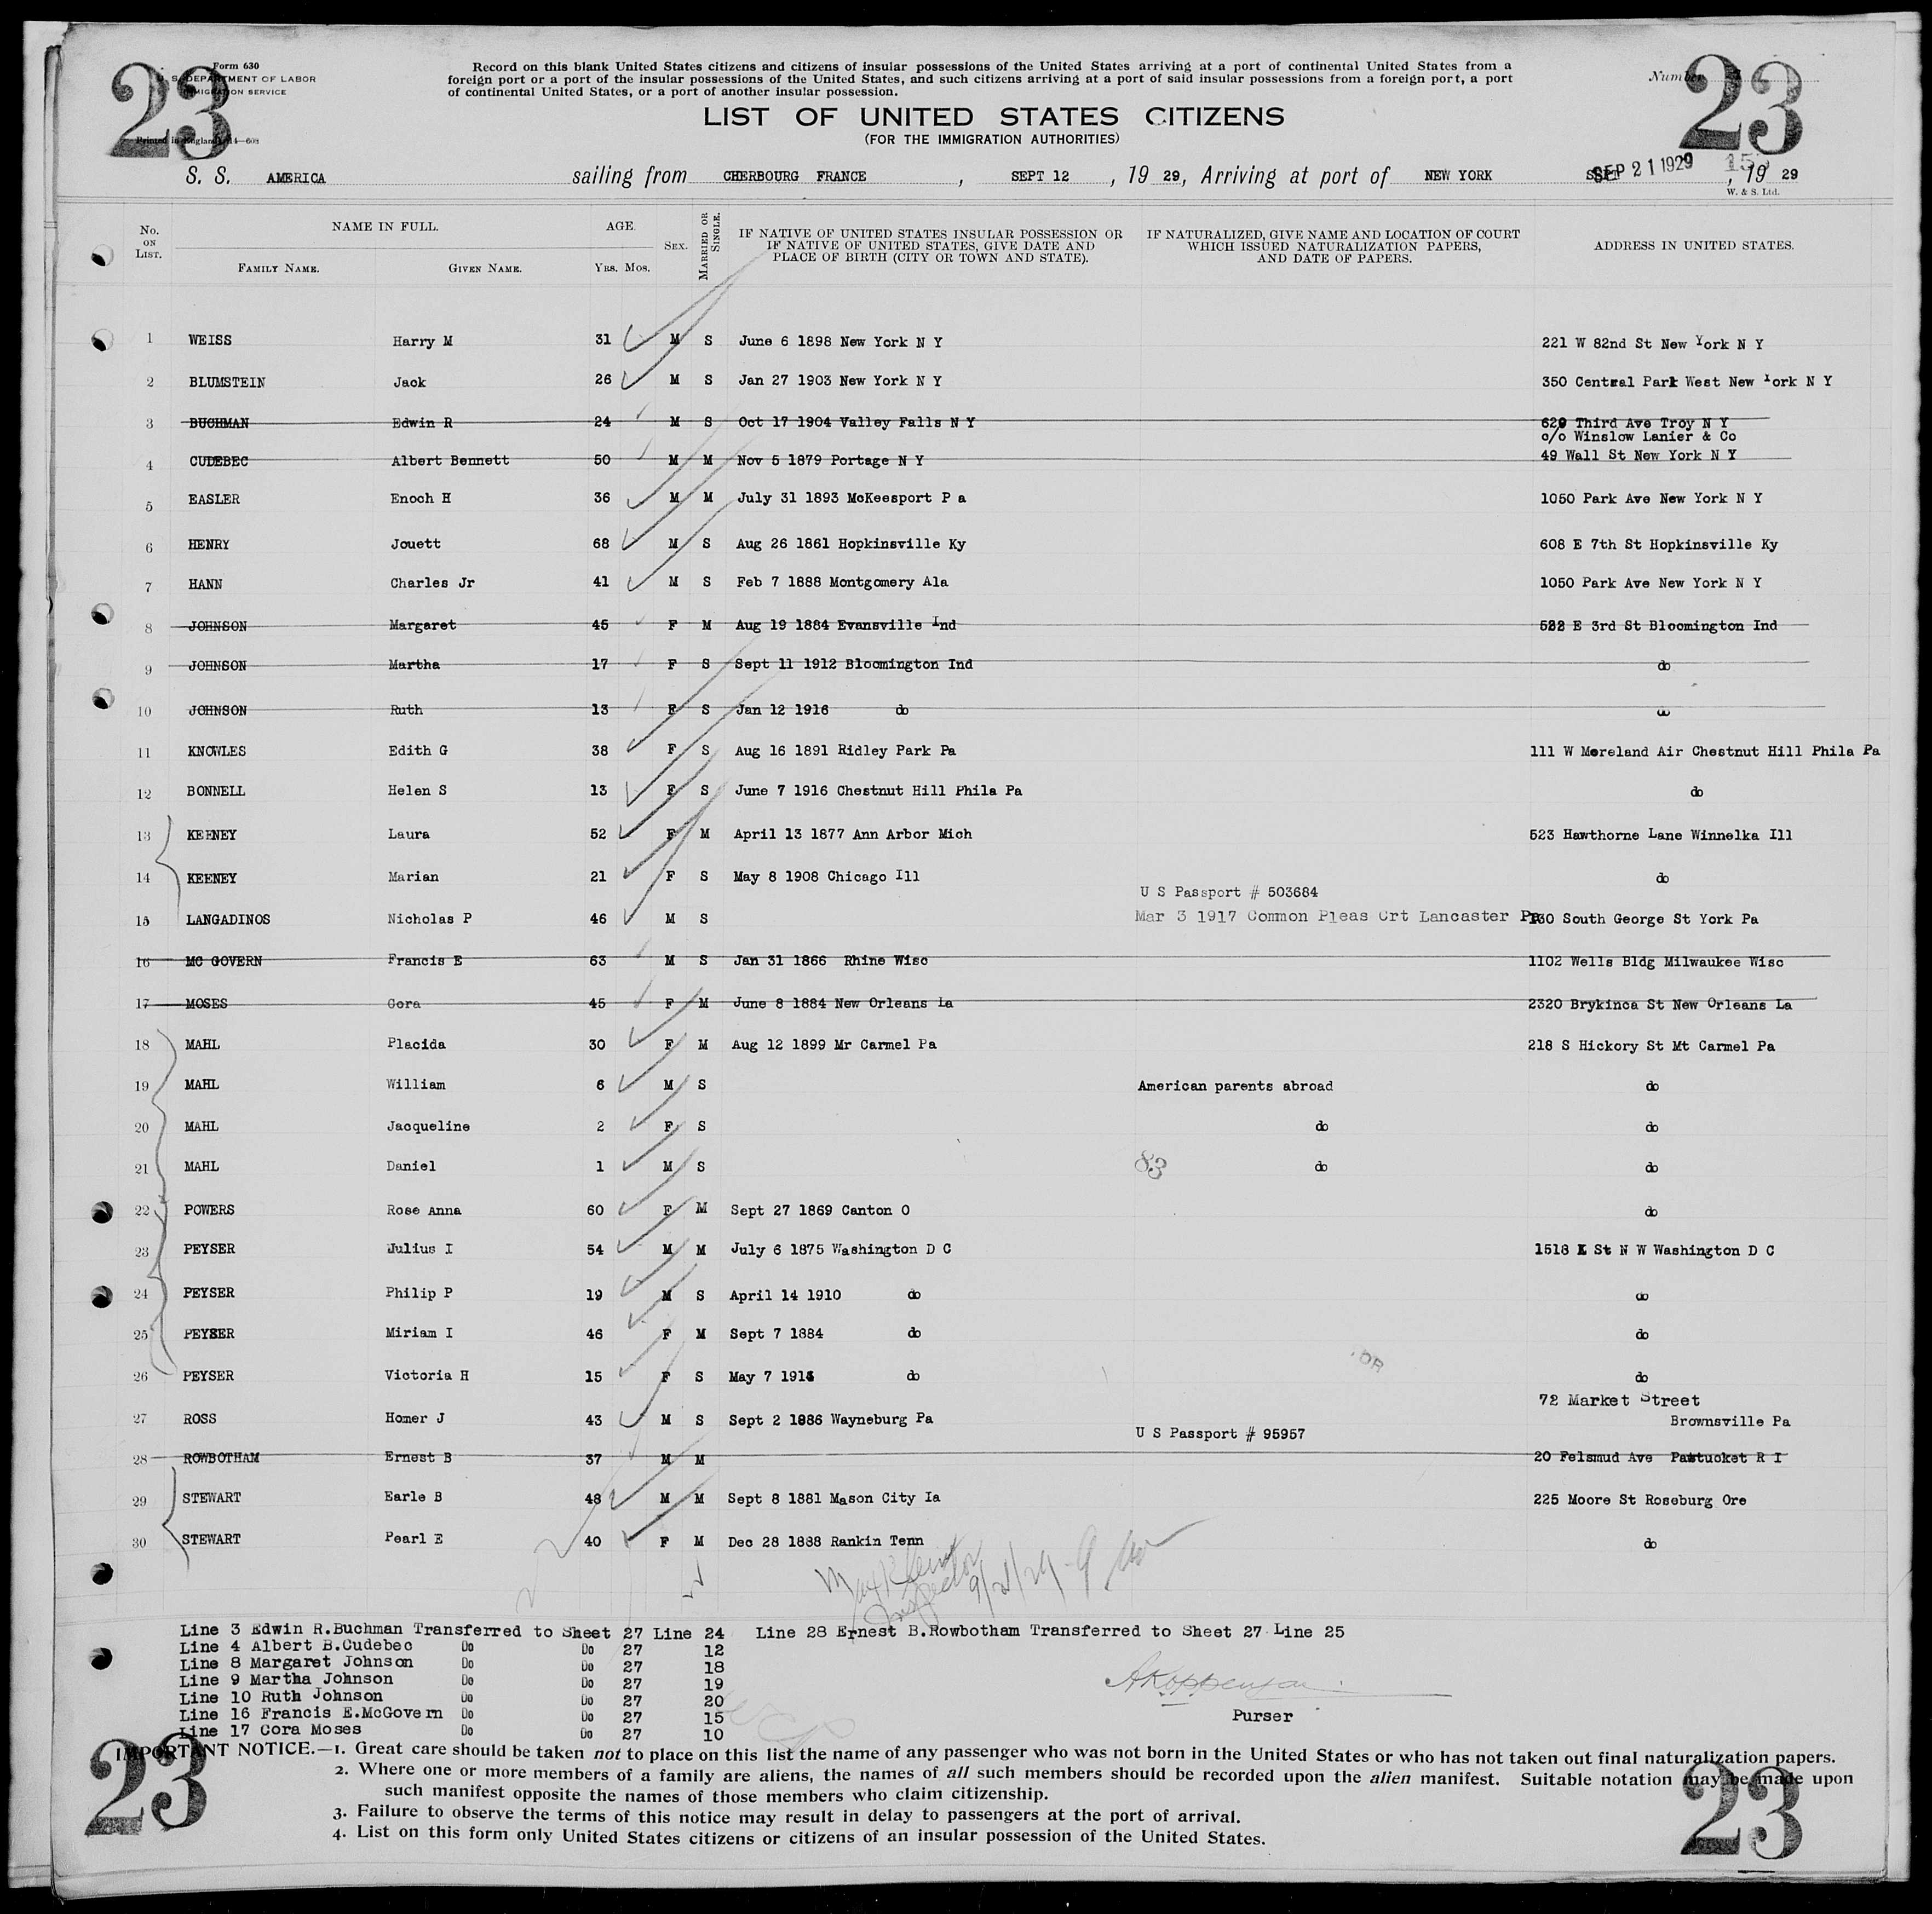 23
Form 630
U. S. DEPARTMENT OF LABOR
IMMIGRATION SERVICE
Printed in England
Record on this blank United States citizens and citizens of insular possessions of the United States arriving at a port of continental United States from a
foreign port or a port of the insular possessions of the United States, and such citizens arriving at a port of said insular possessions from a foreign port, a port
of continental United States, or a port of another insular possession.
Number
23
LIST OF UNITED STATES CITIZENS
(FOR THE IMMIGRATION AUTHORITIES)
S. S. AMERICA sailing from CHERBOURG FRANCE, SEPT 12, 19 29, Arriving at port of NEW YORK SEP 21 1929, 19 29
W. & S. Ltd.
No. ON LIST. NAME IN FULL. FAMILY NAME. GIVEN NAME. AGE. YRS. MOS. SEX. MARRIED OR SINGLE. IF NATIVE OF UNITED STATES INSULAR POSSESSION OR IF NATIVE OF UNITED STATES, GIVE DATE AND PLACE OF BIRTH (CITY OR TOWN AND STATE). IF NATURALIZED, GIVE NAME AND LOCATION OF COURT WHICH ISSUED NATURALIZATION PAPERS, AND DATE OF PAPERS. ADDRESS IN UNITED STATES.
1 WEISS Harry M 31 M S June 6 1898 New York N Y 221 W 82nd St New York N Y
2 BLUMSTEIN Jack 26 M S Jan 27 1903 New York N Y 350 Central Park West New York N Y
3 BUCHMAN Edwin R 24 M S Oct 17 1904 Valley Falls N Y 629 Third Ave Troy N Y
c/o Winslow Lanier & Co
4 CUDEBEC Albert Bennett 50 M M Nov 5 1879 Portage N Y 49 Wall St New York N Y
5 EASLER Enoch H 36 M M July 31 1893 McKeesport P a 1050 Park Ave New York N Y
6 HENRY Jouett 68 M S Aug 26 1861 Hopkinsville Ky 608 E 7th St Hopkinsville Ky
7 HANN Charles Jr 41 M S Feb 7 1888 Montgomery Ala 1050 Park Ave New York N Y
8 JOHNSON Margaret 45 F M Aug 19 1884 Evansville Ind 522 E 3rd St Bloomington Ind
9 JOHNSON Martha 17 F S Sept 11 1912 Bloomington Ind do
10 JOHNSON Ruth 13 F S Jan 12 1916 do do
11 KNOWLES Edith G 38 F S Aug 16 1891 Ridley Park Pa 111 W Moreland Air Chestnut Hill Phila Pa
12 BONNELL Helen S 13 F S June 7 1916 Chestnut Hill Phila Pa do
13 KEENEY Laura 52 F M April 13 1877 Ann Arbor Mich 523 Hawthorne Lane Winnelka Ill
14 KEENEY Marian 21 F S May 8 1908 Chicago Ill do
U S Passport # 503684
15 LANGADINOS Nicholas P 46 M S Mar 3 1917 Common Pleas Crt Lancaster Pa 130 South George St York Pa
16 MC GOVERN Francis E 63 M S Jan 31 1866 Rhine Wisc 1102 Wells Bldg Milwaukee Wisc
17 MOSES Cora 45 F M June 8 1884 New Orleans La 2320 Brykinca St New Orleans La
18 MAHL Placida 30 F M Aug 12 1899 Mr Carmel Pa 218 S Hickory St Mt Carmel Pa
19 MAHL William 6 M S American parents abroad do
20 MAHL Jacqueline 2 F S do do
21 MAHL Daniel 1 M S 83 do do
22 POWERS Rose Anna 60 F M Sept 27 1869 Canton O do
23 PEYSER Julius I 54 M M July 6 1875 Washington D C 1518 K St N W Washington D C
24 PEYSER Philip P 19 M S April 14 1910 do do
25 PEYSER Miriam I 46 F M Sept 7 1884 do do
26 PEYSER Victoria H 15 F S May 7 1914 do do
72 Market Street
27 ROSS Homer J 43 M S Sept 2 1886 Wayneburg Pa Brownsville Pa
U S Passport # 95957
28 ROWBOTHAM Ernest B 37 M M 20 Felsmud Ave Pawtucket R I
29 STEWART Earle B 48 M M Sept 8 1881 Mason City Ia 225 Moore St Roseburg Ore
30 STEWART Pearl E 40 F M Dec 28 1888 Rankin Tenn do
Inspector 9/21/29
Line 3 Edwin R.Buchman Transferred to Sheet 27 Line 24 Line 28 Ernest B.Rowbotham Transferred to Sheet 27 Line 25
Line 4 Albert B.Cudebec Do Do 27 12
Line 8 Margaret Johnson Do Do 27 18
Line 9 Martha Johnson Do Do 27 19
Line 10 Ruth Johnson Do Do 27 20
Line 16 Francis E.McGovern Do Do 27 15
Line 17 Cora Moses Do Do 27 10
Purser
IMPORTANT NOTICE.—1. Great care should be taken not to place on this list the name of any passenger who was not born in the United States or who has not taken out final naturalization papers.
2. Where one or more members of a family are aliens, the names of all such members should be recorded upon the alien manifest. Suitable notation may be made upon
such manifest opposite the names of those members who claim citizenship.
3. Failure to observe the terms of this notice may result in delay to passengers at the port of arrival.
4. List on this form only United States citizens or citizens of an insular possession of the United States.
23
23